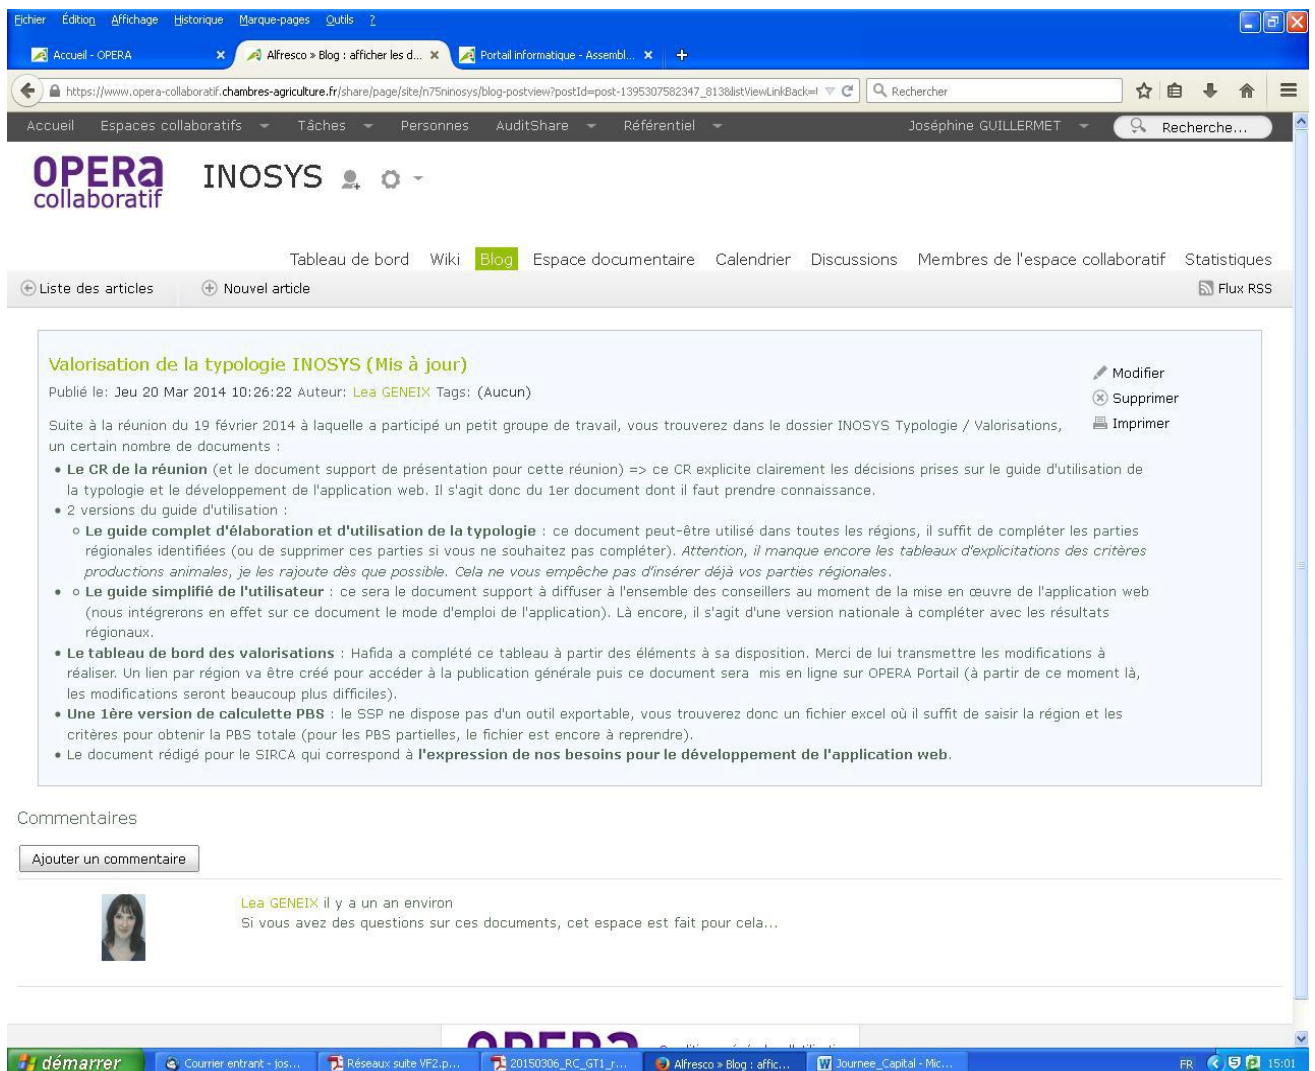 Fichier Édition Affichage Historique Marque-pages Outils ?
Accueil - OPERA × Alfresco » Blog : afficher les d... × Portail informatique - Assembl... × +
https://www.opera-collaboratif.chambres-agriculture.fr/share/page/site/n75ninosys/blog-postview?postId=post-1395307582347_813&listViewLinkBack=l Rechercher
Accueil Espaces collaboratifs Tâches Personnes AuditShare Référentiel Joséphine GUILLERMET Recherche...
OPERa
collaboratif
INOSYS
Tableau de bord Wiki Blog Espace documentaire Calendrier Discussions Membres de l'espace collaboratif Statistiques
Liste des articles Nouvel article Flux RSS
Valorisation de la typologie INOSYS (Mis à jour)
Modifier
Publié le: Jeu 20 Mar 2014 10:26:22 Auteur: Lea GENEIX Tags: (Aucun)
Supprimer
Imprimer
Suite à la réunion du 19 février 2014 à laquelle a participé un petit groupe de travail, vous trouverez dans le dossier INOSYS Typologie / Valorisations,
un certain nombre de documents :
• Le CR de la réunion (et le document support de présentation pour cette réunion) => ce CR explicite clairement les décisions prises sur le guide d'utilisation de
la typologie et le développement de l'application web. Il s'agit donc du 1er document dont il faut prendre connaissance.
• 2 versions du guide d'utilisation :
o Le guide complet d'élaboration et d'utilisation de la typologie : ce document peut-être utilisé dans toutes les régions, il suffit de compléter les parties
régionales identifiées (ou de supprimer ces parties si vous ne souhaitez pas compléter). Attention, il manque encore les tableaux d'explicitations des critères
productions animales, je les rajoute dès que possible. Cela ne vous empêche pas d'insérer déjà vos parties régionales.
• o Le guide simplifié de l'utilisateur : ce sera le document support à diffuser à l'ensemble des conseillers au moment de la mise en œuvre de l'application web
(nous intégrerons en effet sur ce document le mode d'emploi de l'application). Là encore, il s'agit d'une version nationale à compléter avec les résultats
régionaux.
• Le tableau de bord des valorisations : Hafida a complété ce tableau à partir des éléments à sa disposition. Merci de lui transmettre les modifications à
réaliser. Un lien par région va être créé pour accéder à la publication générale puis ce document sera mis en ligne sur OPERA Portail (à partir de ce moment là,
les modifications seront beaucoup plus difficiles).
• Une 1ère version de calculette PBS : le SSP ne dispose pas d'un outil exportable, vous trouverez donc un fichier excel où il suffit de saisir la région et les
critères pour obtenir la PBS totale (pour les PBS partielles, le fichier est encore à reprendre).
• Le document rédigé pour le SIRCA qui correspond à l'expression de nos besoins pour le développement de l'application web.
Commentaires
Ajouter un commentaire
Lea GENEIX il y a un an environ
Si vous avez des questions sur ces documents, cet espace est fait pour cela...
OPERa
démarrer Courrier entrant - jos... Réseaux suite VF2.p... 20150306_RC_GT1_r... Alfresco » Blog : affic... Journee_Capital - Mic... FR 15:01